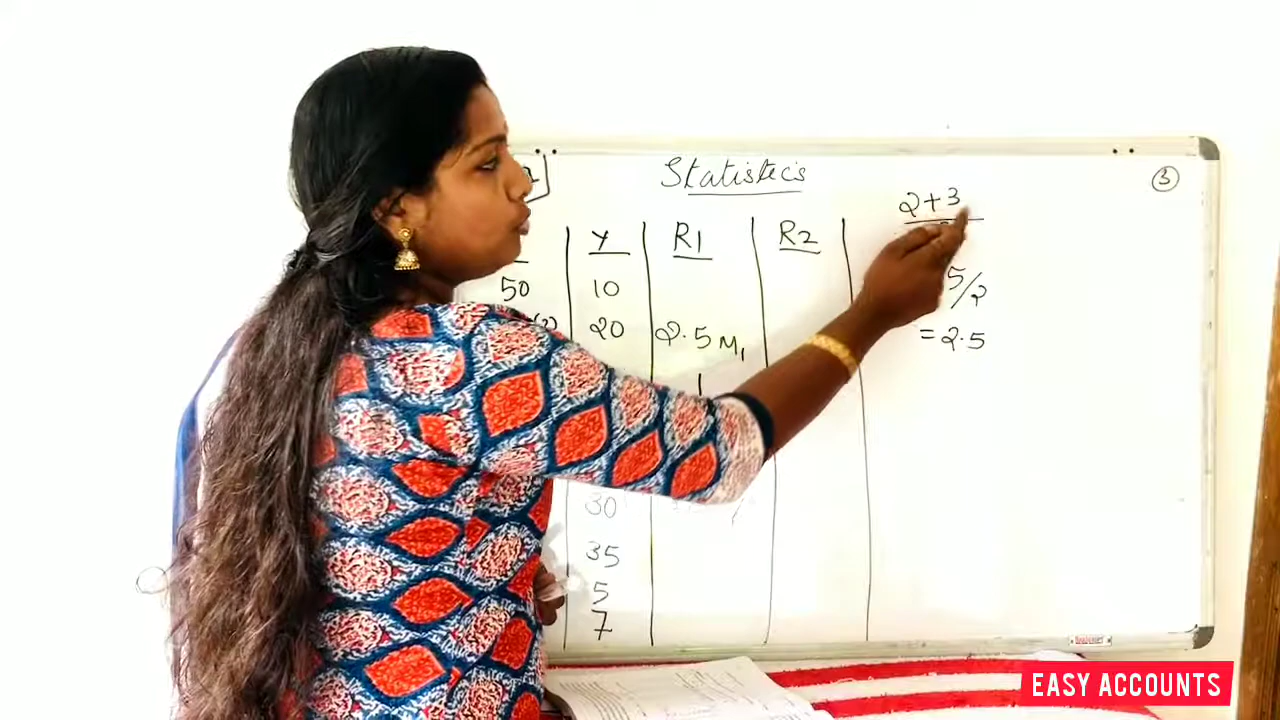 Statistics
3
2+3
Y R1 R2
50 10
5/2
20 2.5 M1
= 2.5
30
35
5
7
EASY ACCOUNTS